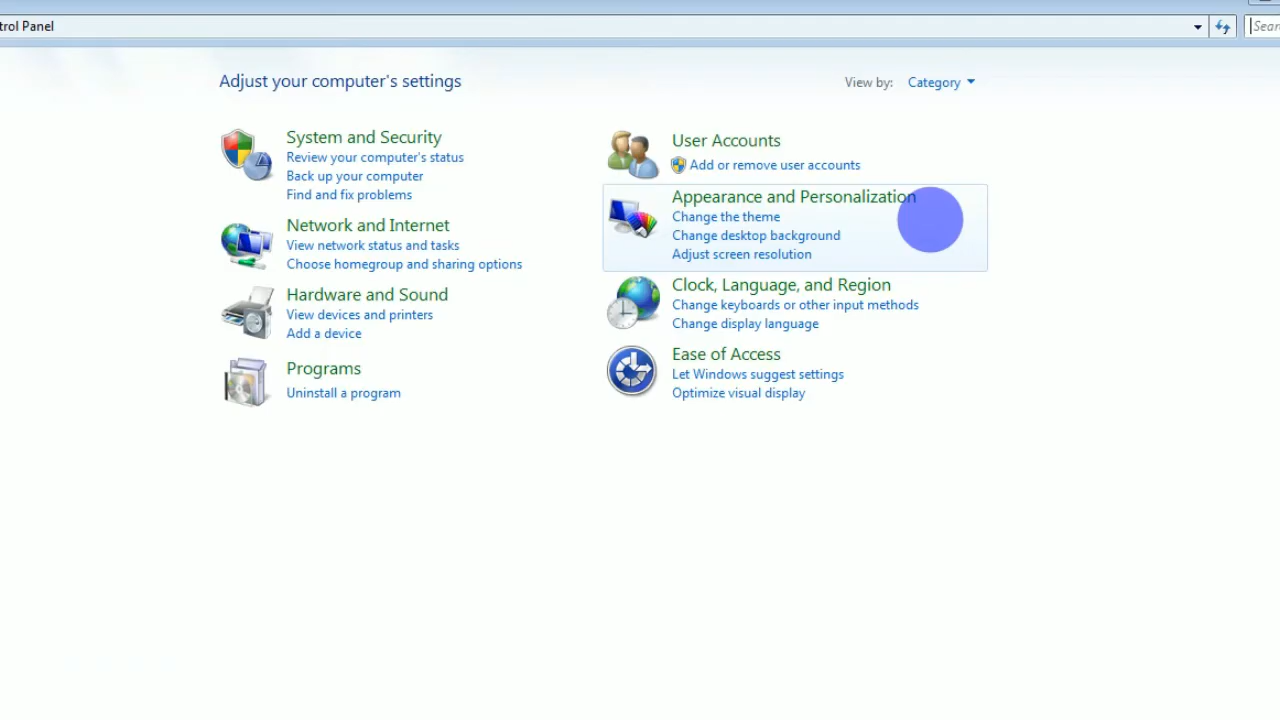 trol Panel
Sear
Adjust your computer's settings
View by: Category
System and Security
Review your computer's status
Back up your computer
Find and fix problems
Network and Internet
View network status and tasks
Choose homegroup and sharing options
Hardware and Sound
View devices and printers
Add a device
Programs
Uninstall a program
User Accounts
Add or remove user accounts
Appearance and Personalization
Change the theme
Change desktop background
Adjust screen resolution
Clock, Language, and Region
Change keyboards or other input methods
Change display language
Ease of Access
Let Windows suggest settings
Optimize visual display